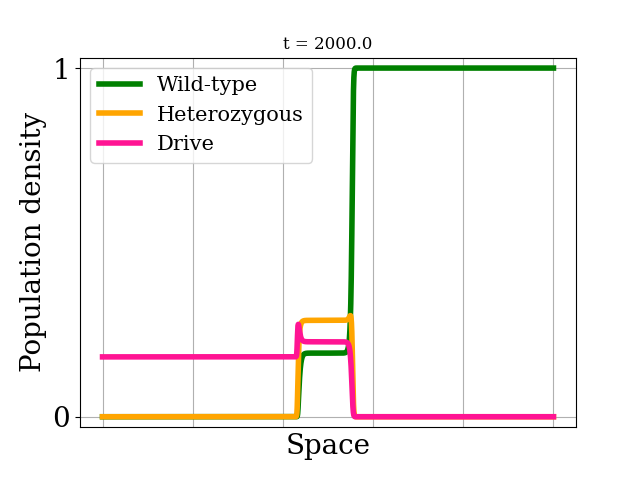 t = 2000.0
1
Wild-type
Heterozygous
Drive
Population density
0
Space